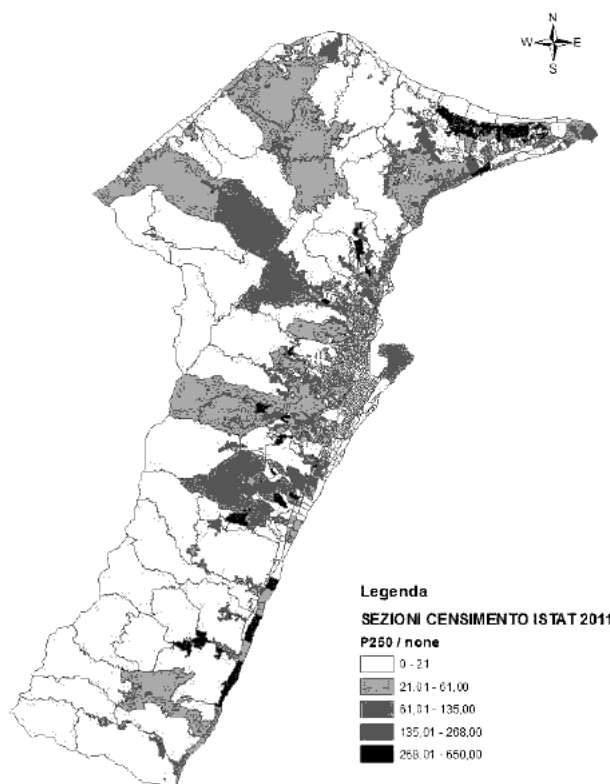 N
W E
S
Legenda
SEZIONI CENSIMENTO ISTAT 2011
P250 / none
0 - 21
21,01 - 61,00
61,01 - 135,00
135,01 - 268,00
268,01 - 650,00